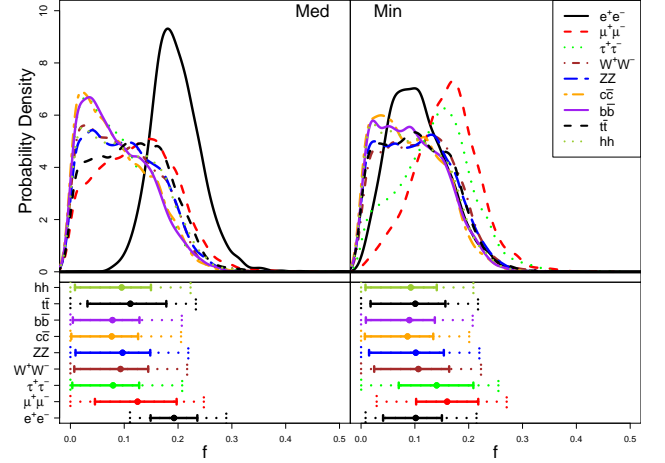 Med
Min
e⁺e⁻
μ⁺μ⁻
τ⁺τ⁻
W⁺W⁻
ZZ
cc̅
bb̅
tt̅
hh
Probability Density
10
8
6
4
2
0
hh
tt̅
bb̅
cc̅
ZZ
W⁺W⁻
τ⁺τ⁻
μ⁺μ⁻
e⁺e⁻
0.0 0.1 0.2 0.3 0.4 0.5
0.0 0.1 0.2 0.3 0.4 0.5
f
f